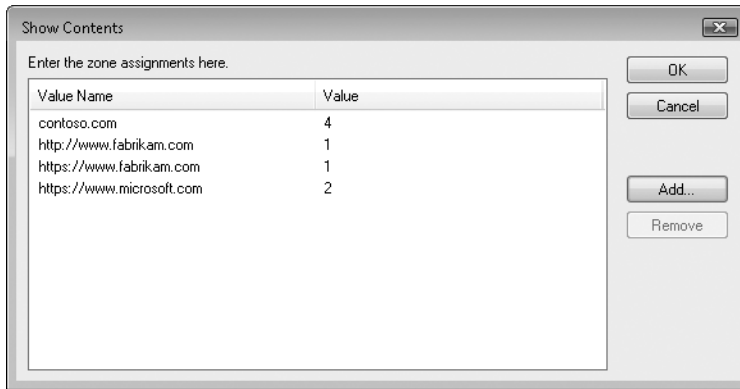 Show Contents
Enter the zone assignments here.
OK
Cancel
Value Name Value
contoso.com 4
http://www.fabrikam.com 1
https://www.fabrikam.com 1
https://www.microsoft.com 2
Add...
Remove